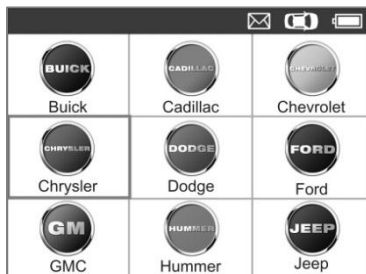 BUICK CADILLAC CHEVROLET
Buick Cadillac Chevrolet
CHRYSLER DODGE FORD
Chrysler Dodge Ford
GM HUMMER JEEP
GMC Hummer Jeep